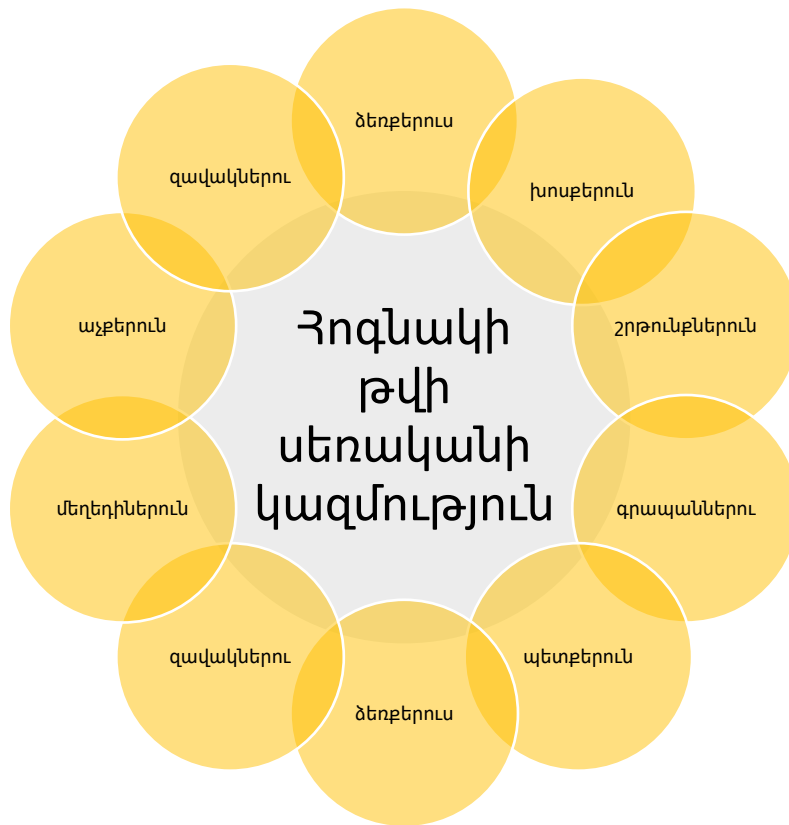 ձեռքերուս
խոսքերուն
շրթունքներուն
գրապաններու
պետքերուն
ձեռքերուս
զավակներու
մեղեդիներուն
աչքերուն
զավակներու
Հոգնակի
թվի
սեռականի
կազմություն